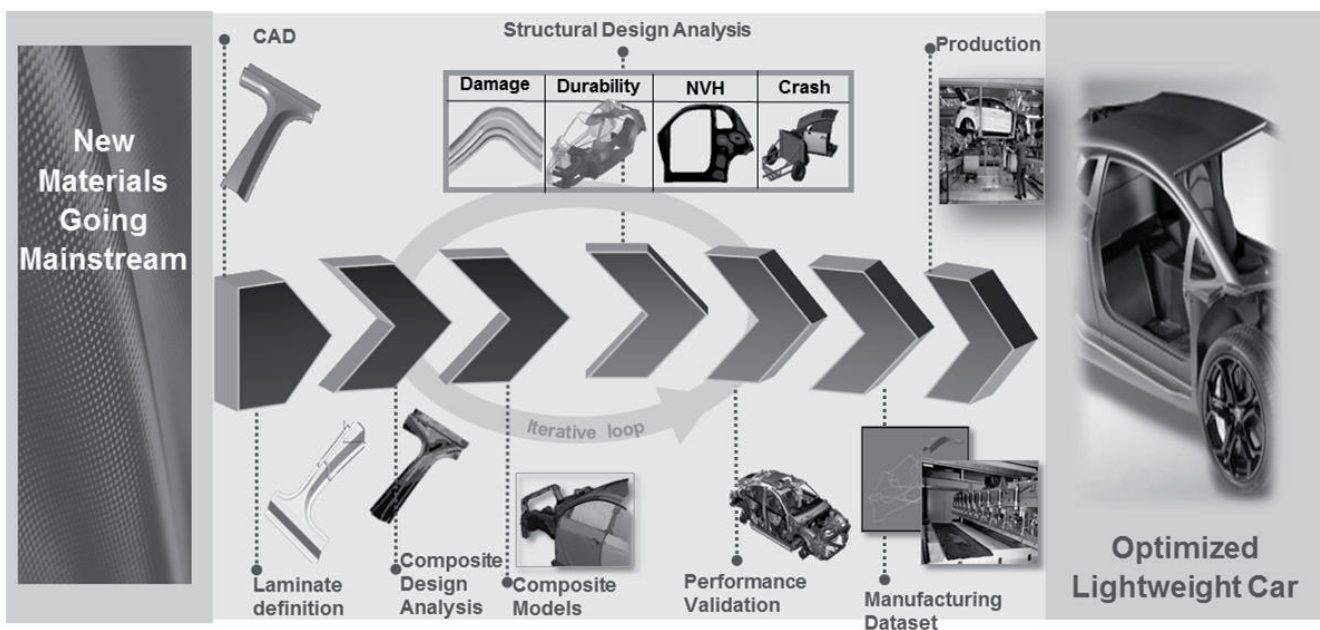 New
Materials
Going
Mainstream
CAD
Structural Design Analysis
Damage
Durability
NVH
Crash
Production
Iterative loop
Laminate
definition
Composite
Design
Analysis
Composite
Models
Performance
Validation
Manufacturing
Dataset
Optimized
Lightweight Car